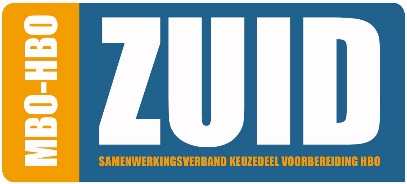 MBO-HBO
ZUID
SAMENWERKINGSVERBAND KEUZEDEEL VOORBEREIDING HBO